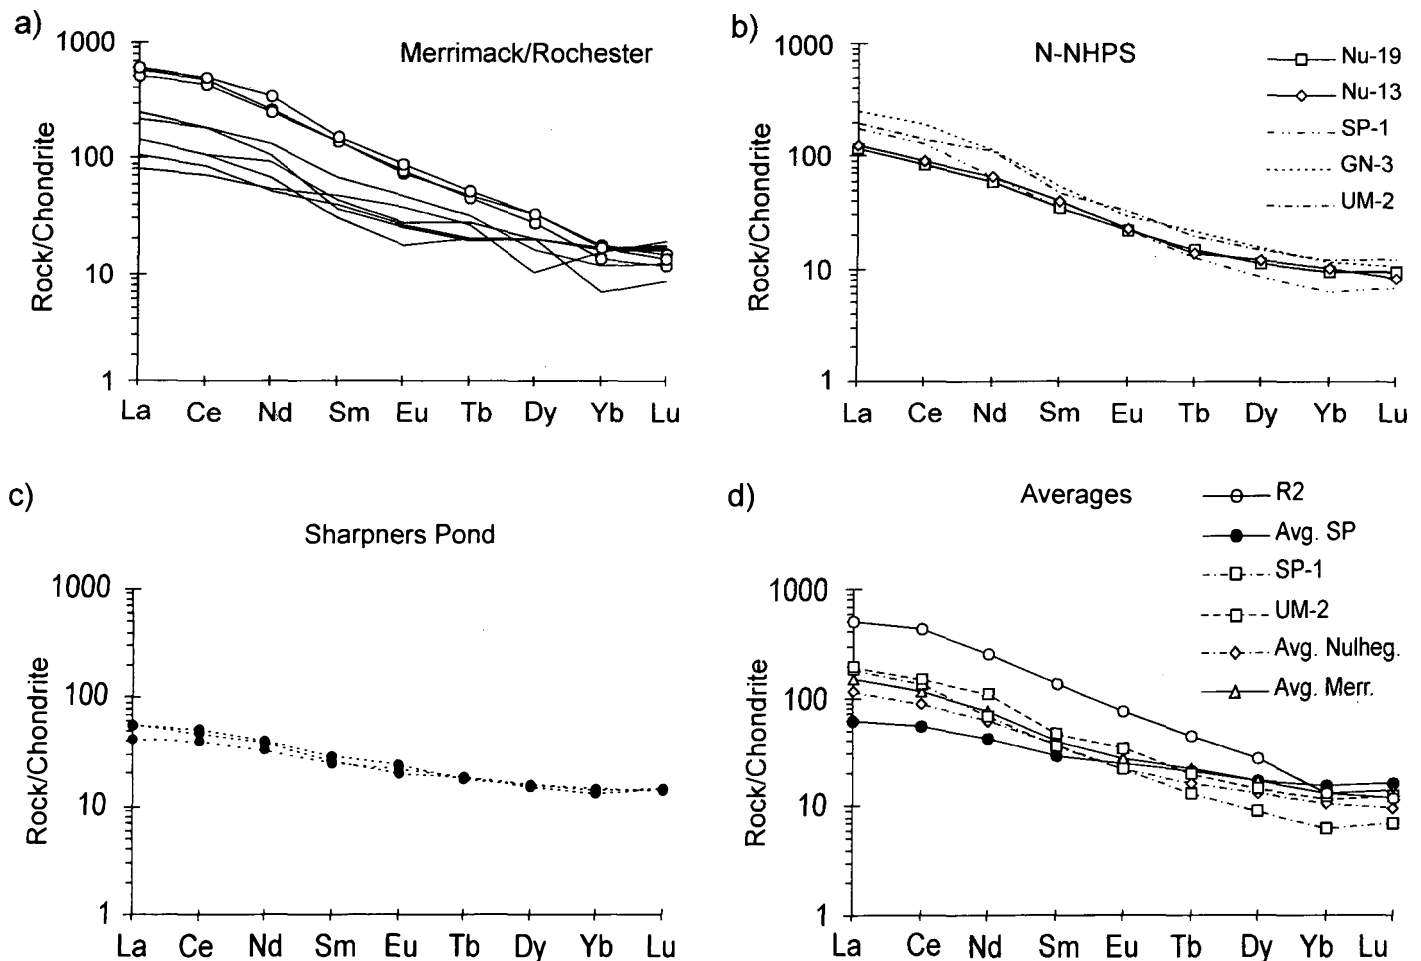 a)
Merrimack/Rochester
1000
100
10
1
Rock/Chondrite
La Ce Nd Sm Eu Tb Dy Yb Lu
b)
N-NHPS
Nu-19
Nu-13
SP-1
GN-3
UM-2
1000
100
10
1
Rock/Chondrite
La Ce Nd Sm Eu Tb Dy Yb Lu
c)
Sharpners Pond
1000
100
10
1
Rock/Chondrite
La Ce Nd Sm Eu Tb Dy Yb Lu
d)
Averages
R2
Avg. SP
SP-1
UM-2
Avg. Nulheg.
Avg. Merr.
1000
100
10
1
Rock/Chondrite
La Ce Nd Sm Eu Tb Dy Yb Lu